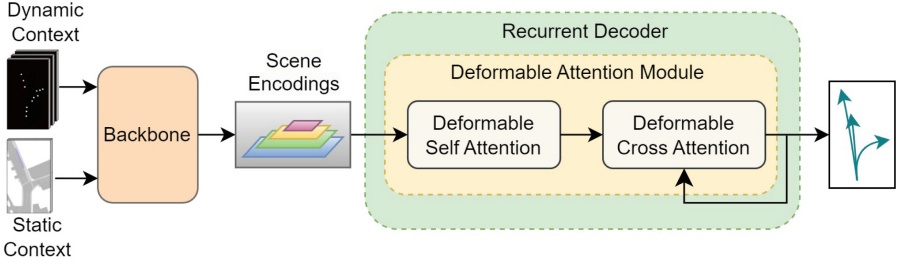 Dynamic
Context
Static
Context
Backbone
Scene
Encodings
Recurrent Decoder
Deformable Attention Module
Deformable
Self Attention
Deformable
Cross Attention